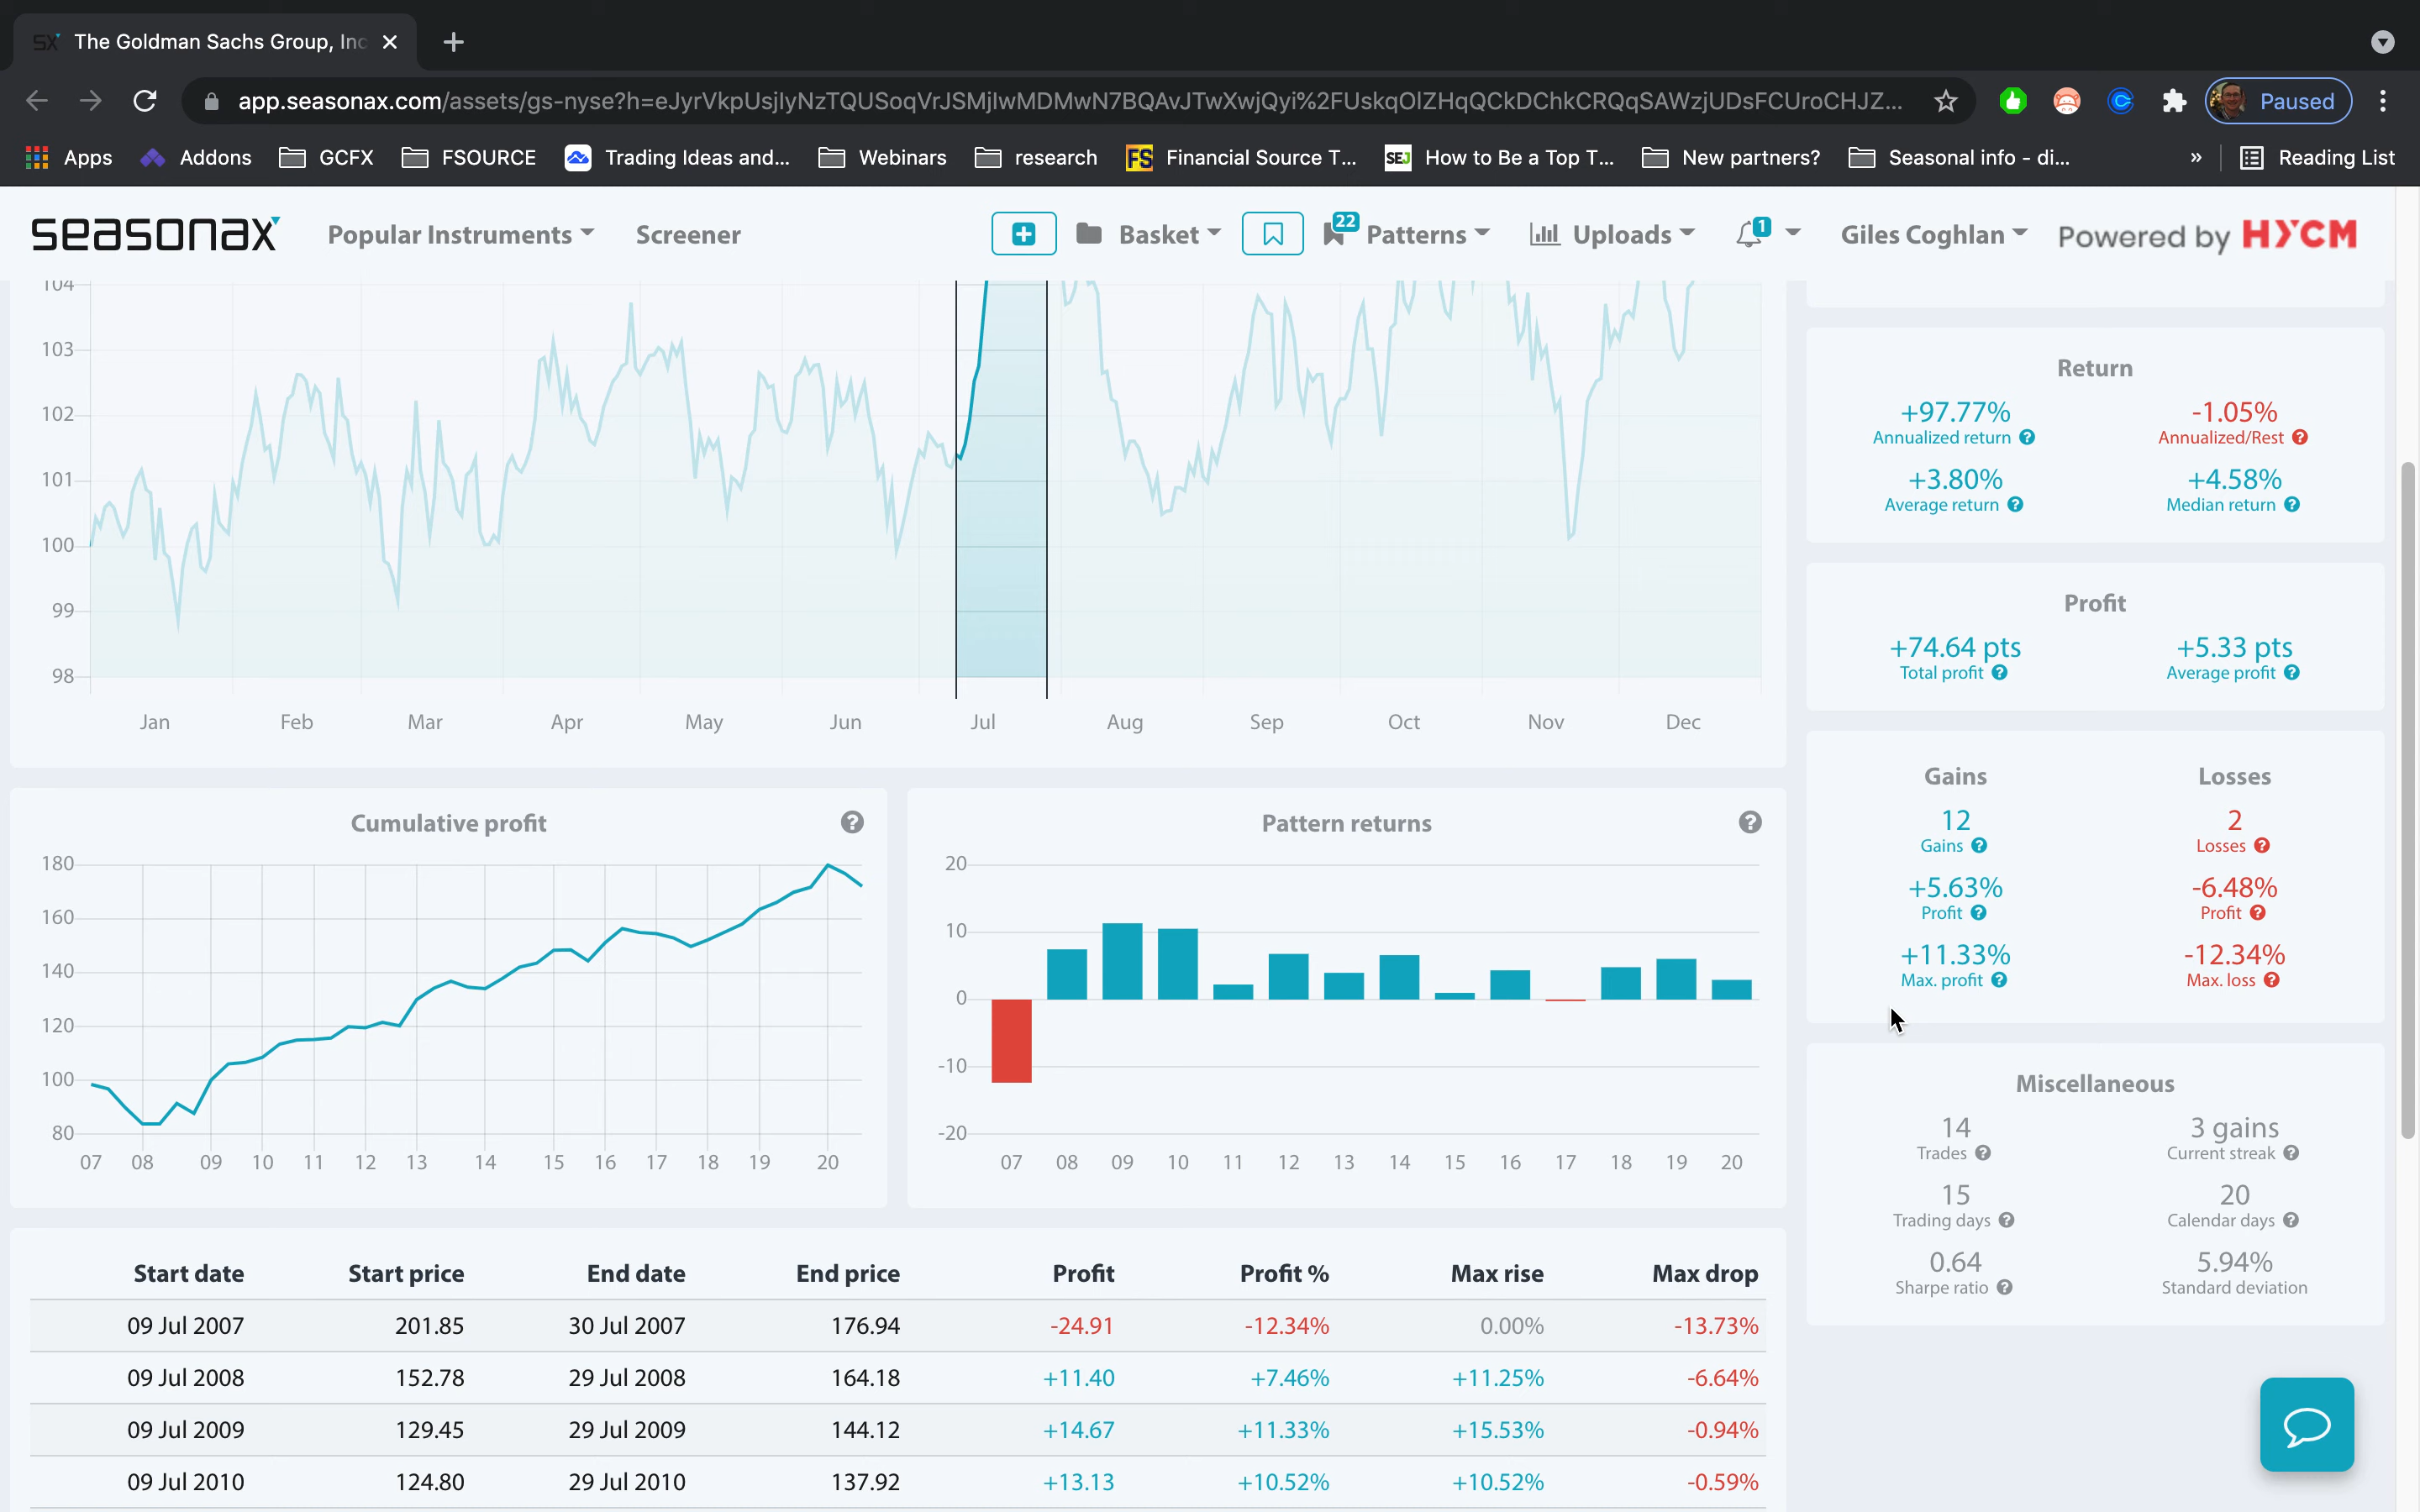 The Goldman Sachs Group, Inc
app.seasonax.com/assets/gs-nyse?h=eJyrVkpUsjIyNzTQUSoqVrJSMjIwMDMwN7BQAvJTwXwjQyi%2FUskqOlZHqQCkDChkCRQqSAWzjUDsFCUroCHJZ...
Paused
Apps
Addons
GCFX
FSOURCE
Trading Ideas and...
Webinars
research
FS
Financial Source T...
SEJ
How to Be a Top T...
New partners?
Seasonal info - di...
»
Reading List
seasonax
Popular Instruments
Screener
Basket
22
Patterns
Uploads
1
Giles Coghlan
Powered by HYCM
104
103
102
101
100
99
98
Jan Feb Mar Apr May Jun Jul Aug Sep Oct Nov Dec
Return
+97.77% -1.05%
Annualized return Annualized/Rest
+3.80% +4.58%
Average return Median return
Profit
+74.64 pts +5.33 pts
Total profit Average profit
Gains Losses
12 2
Gains Losses
+5.63% -6.48%
Profit Profit
+11.33% -12.34%
Max. profit Max. loss
Miscellaneous
14 3 gains
Trades Current streak
15 20
Trading days Calendar days
0.64 5.94%
Sharpe ratio Standard deviation
Cumulative profit
180
160
140
120
100
80
07 08 09 10 11 12 13 14 15 16 17 18 19 20
Pattern returns
20
10
0
-10
-20
07 08 09 10 11 12 13 14 15 16 17 18 19 20
Start date Start price End date End price Profit Profit % Max rise Max drop
09 Jul 2007 201.85 30 Jul 2007 176.94 -24.91 -12.34% 0.00% -13.73%
09 Jul 2008 152.78 29 Jul 2008 164.18 +11.40 +7.46% +11.25% -6.64%
09 Jul 2009 129.45 29 Jul 2009 144.12 +14.67 +11.33% +15.53% -0.94%
09 Jul 2010 124.80 29 Jul 2010 137.92 +13.13 +10.52% +10.52% -0.59%